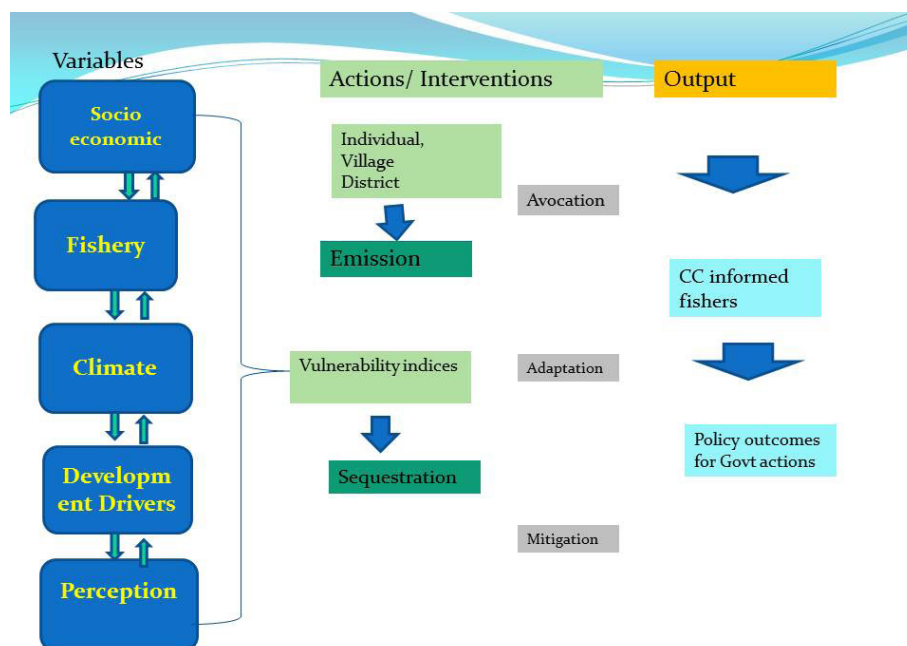 Variables
Socio
economic
Fishery
Climate
Developm
ent Drivers
Perception
Actions/ Interventions
Individual,
Village
District
Emission
Vulnerability indices
Sequestration
Avocation
Adaptation
Mitigation
Output
CC informed
fishers
Policy outcomes
for Govt actions